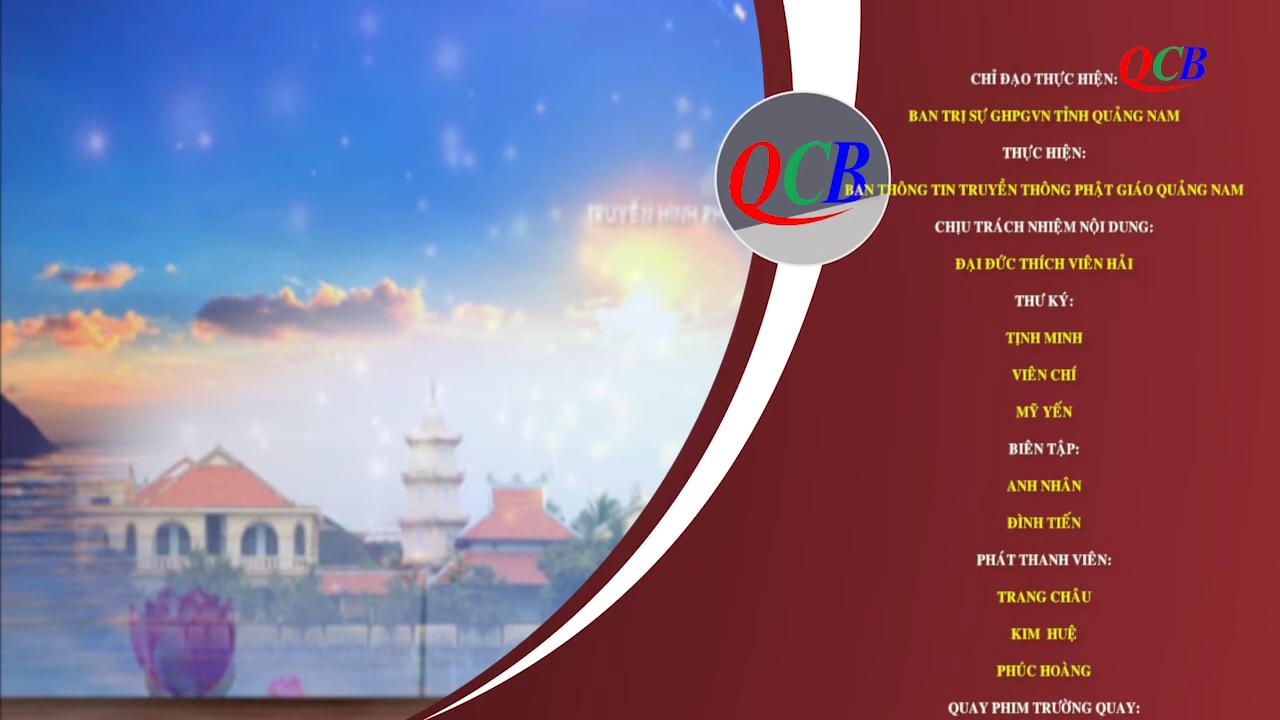 QCB
CHỈ ĐẠO THỰC HIỆN:
BAN TRỊ SỰ GHPGVN TỈNH QUẢNG NAM
THỰC HIỆN:
QCB
BAN THÔNG TIN TRUYỀN THÔNG PHẬT GIÁO QUẢNG NAM
TRUYỀN HÌNH
CHỊU TRÁCH NHIỆM NỘI DUNG:
ĐẠI ĐỨC THÍCH VIÊN HẢI
THƯ KÝ:
TỊNH MINH
VIÊN CHÍ
MỸ YẾN
BIÊN TẬP:
ANH NHÂN
ĐÌNH TIẾN
PHÁT THANH VIÊN:
TRANG CHÂU
KIM HUỆ
PHÚC HOÀNG
QUAY PHIM TRƯỜNG QUAY: